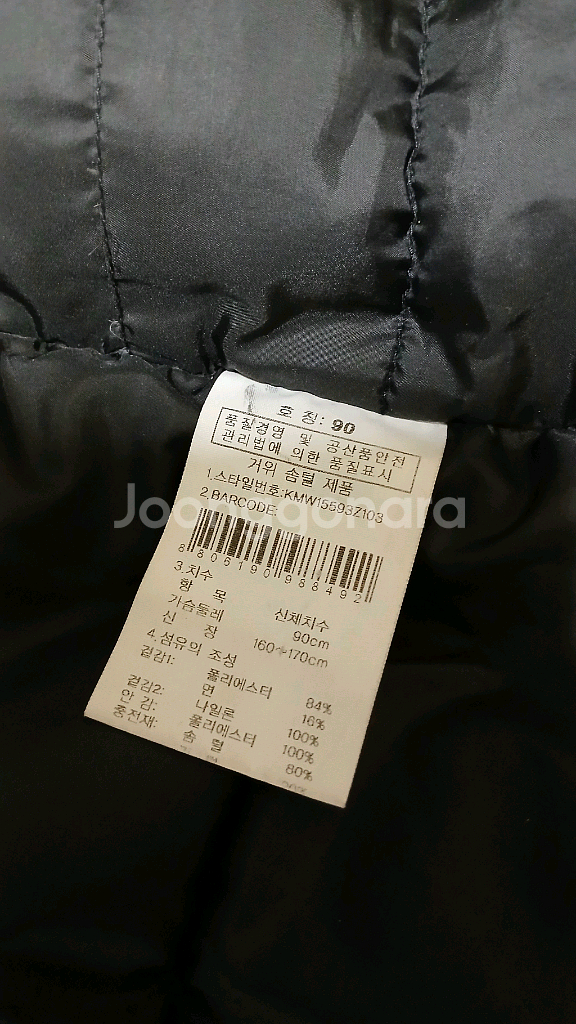 호 칭: 90
품질경영 및 공산품안전
관리법에 의한 품질표시
거위 솜털 제품
1.스타일번호:KMW15593Z103
2.BARCODE:
8 806190 988492
3.치수
항 목 신체치수
가슴둘레 90cm
신 장 160~170cm
4.섬유의 조성
겉감1: 폴리에스터 84%
면 16%
겉감2: 나일론 100%
안 감: 폴리에스터 100%
충전재: 솜 털 80%
Joonggonara